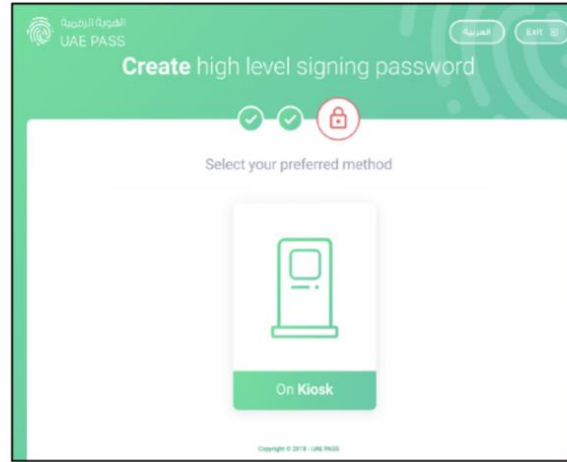 الهوية الرقمية
UAE PASS
العربية
Exit
Create high level signing password
Select your preferred method
On Kiosk
Copyright © 2018 - UAE PASS